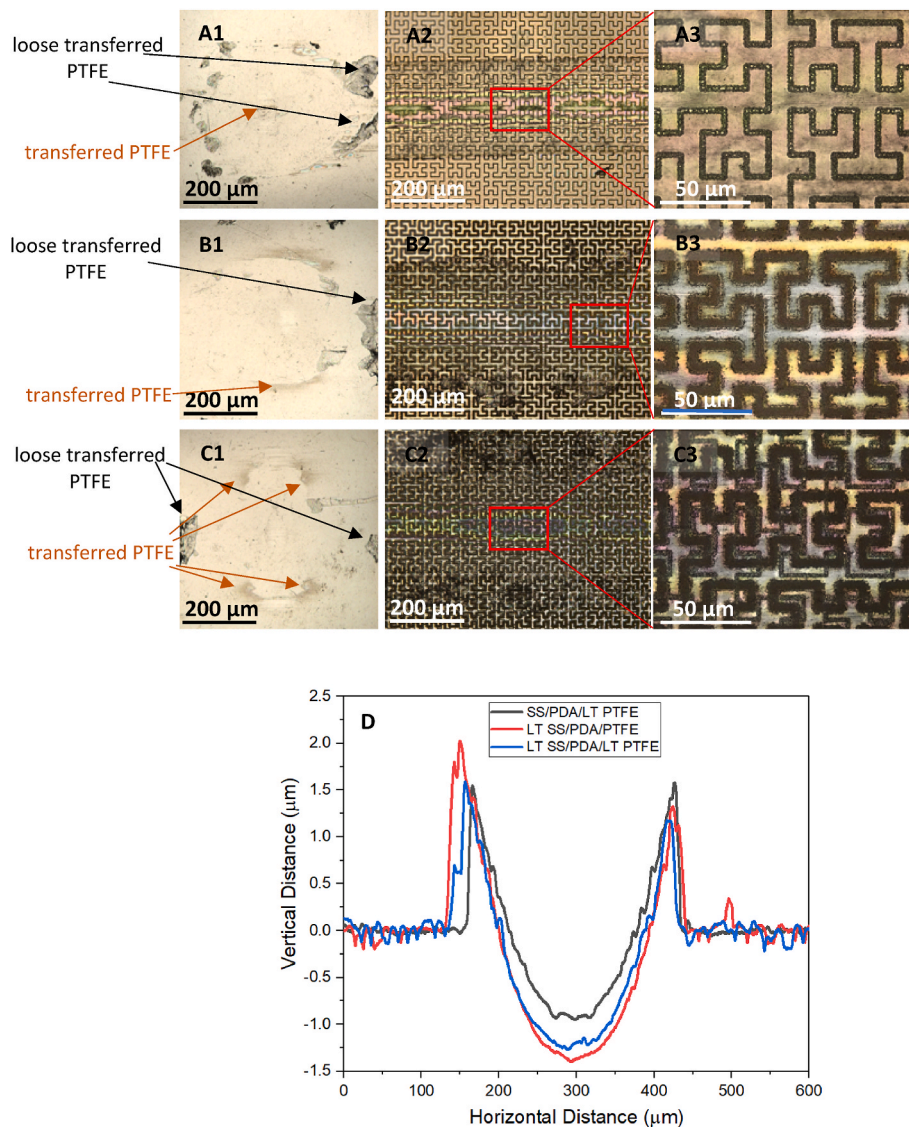 A1
A2
A3
loose transferred
PTFE
transferred PTFE
200 µm
200 µm
50 µm
B1
B2
B3
loose transferred
PTFE
transferred PTFE
200 µm
200 µm
50 µm
C1
C2
C3
loose transferred
PTFE
transferred PTFE
200 µm
200 µm
50 µm
D
SS/PDA/LT PTFE
LT SS/PDA/PTFE
LT SS/PDA/LT PTFE
Vertical Distance (µm)
2.5
2.0
1.5
1.0
0.5
0.0
-0.5
-1.0
-1.5
0 100 200 300 400 500 600
Horizontal Distance (µm)